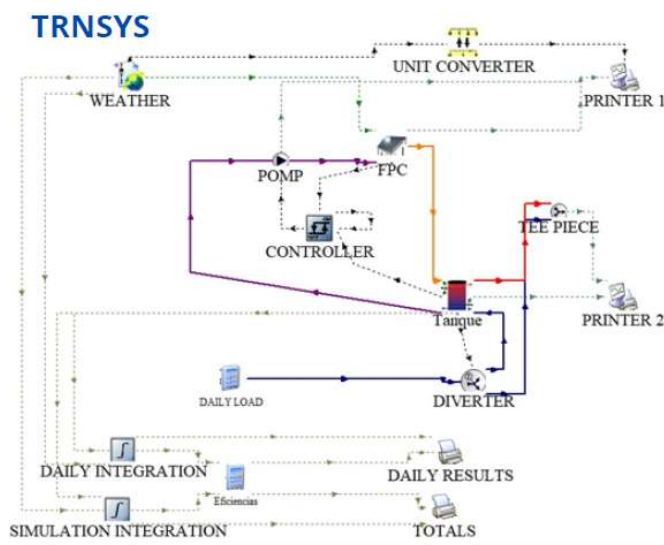 TRNSYS
UNIT CONVERTER
WEATHER
PRINTER 1
POMP
FPC
TEE PIECE
CONTROLLER
Tanque
PRINTER 2
DAILY LOAD
DIVERTER
DAILY INTEGRATION
DAILY RESULTS
Eficiencias
SIMULATION INTEGRATION
TOTALS